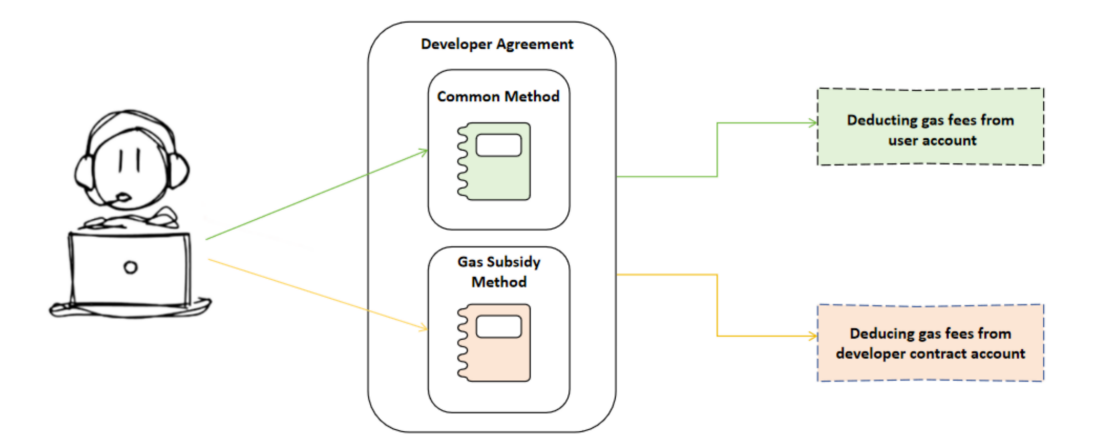 Developer Agreement
Common Method
Gas Subsidy
Method
Deducting gas fees from
user account
Deducing gas fees from
developer contract account